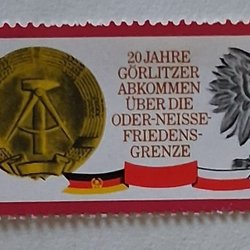 20 JAHRE
GÖRLITZER
ABKOMMEN
ÜBER DIE
ODER-NEISSE-
FRIEDENS-
GRENZE